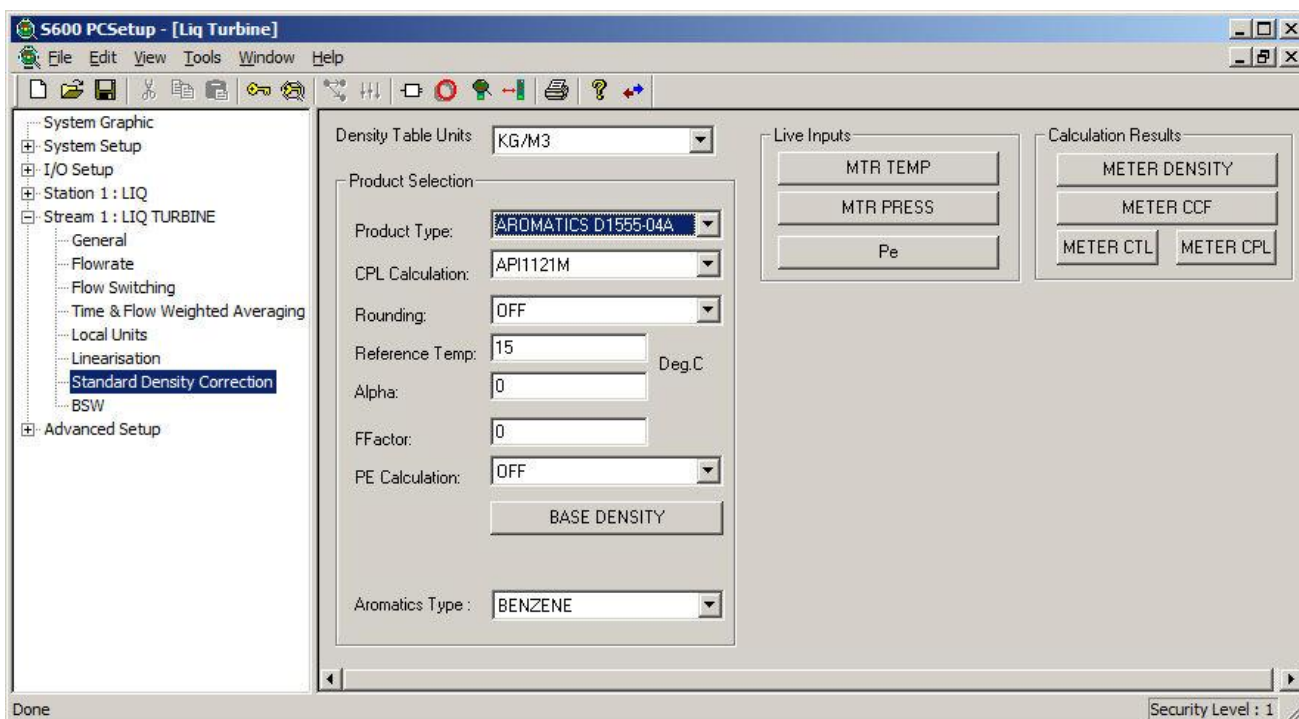 S600 PCSetup - [Liq Turbine]
File Edit View Tools Window Help
System Graphic
System Setup
I/O Setup
Station 1 : LIQ
Stream 1 : LIQ TURBINE
General
Flowrate
Flow Switching
Time & Flow Weighted Averaging
Local Units
Linearisation
Standard Density Correction
BSW
Advanced Setup
Density Table Units KG/M3
Product Selection
Product Type: AROMATICS D1555-04A
CPL Calculation: API1121M
Rounding: OFF
Reference Temp: 15 Deg.C
Alpha: 0
FFactor: 0
PE Calculation: OFF
BASE DENSITY
Aromatics Type : BENZENE
Live Inputs
MTR TEMP
MTR PRESS
Pe
Calculation Results
METER DENSITY
METER CCF
METER CTL METER CPL
Done Security Level : 1